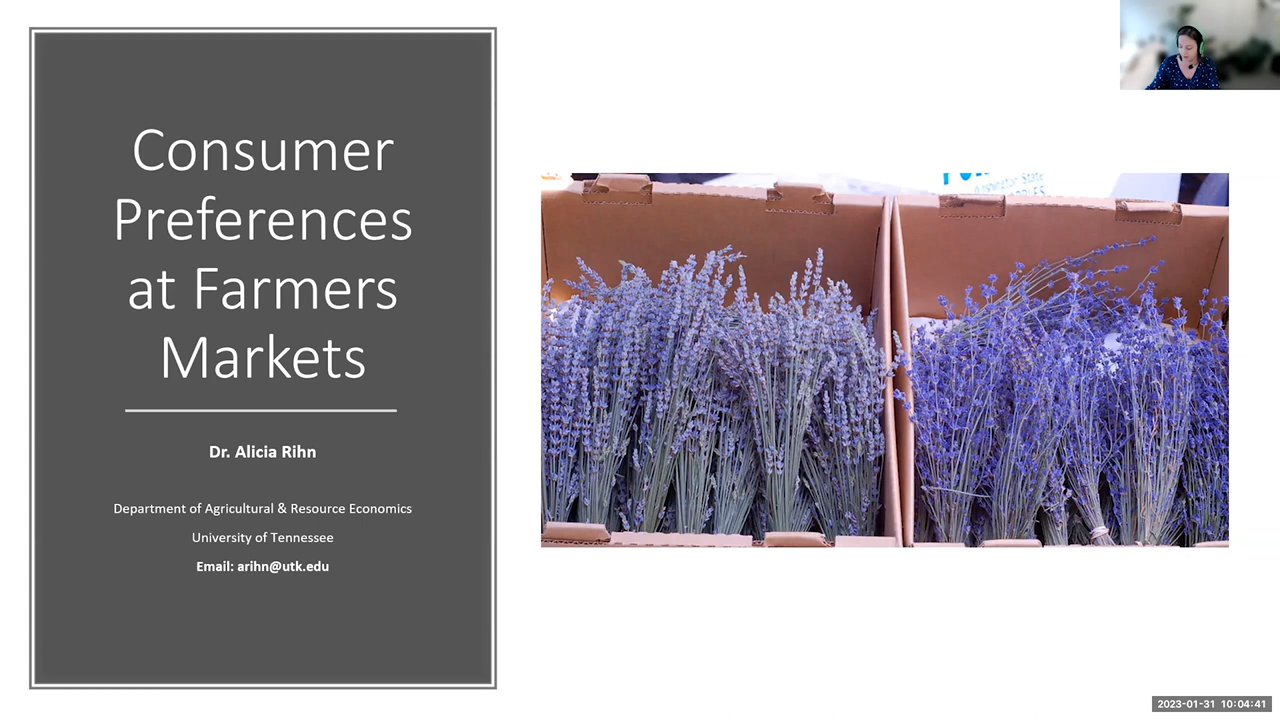 Consumer
Preferences
at Farmers
Markets
Dr. Alicia Rihn
Department of Agricultural & Resource Economics
University of Tennessee
Email: arihn@utk.edu
State
2023-01-31 10:04:41